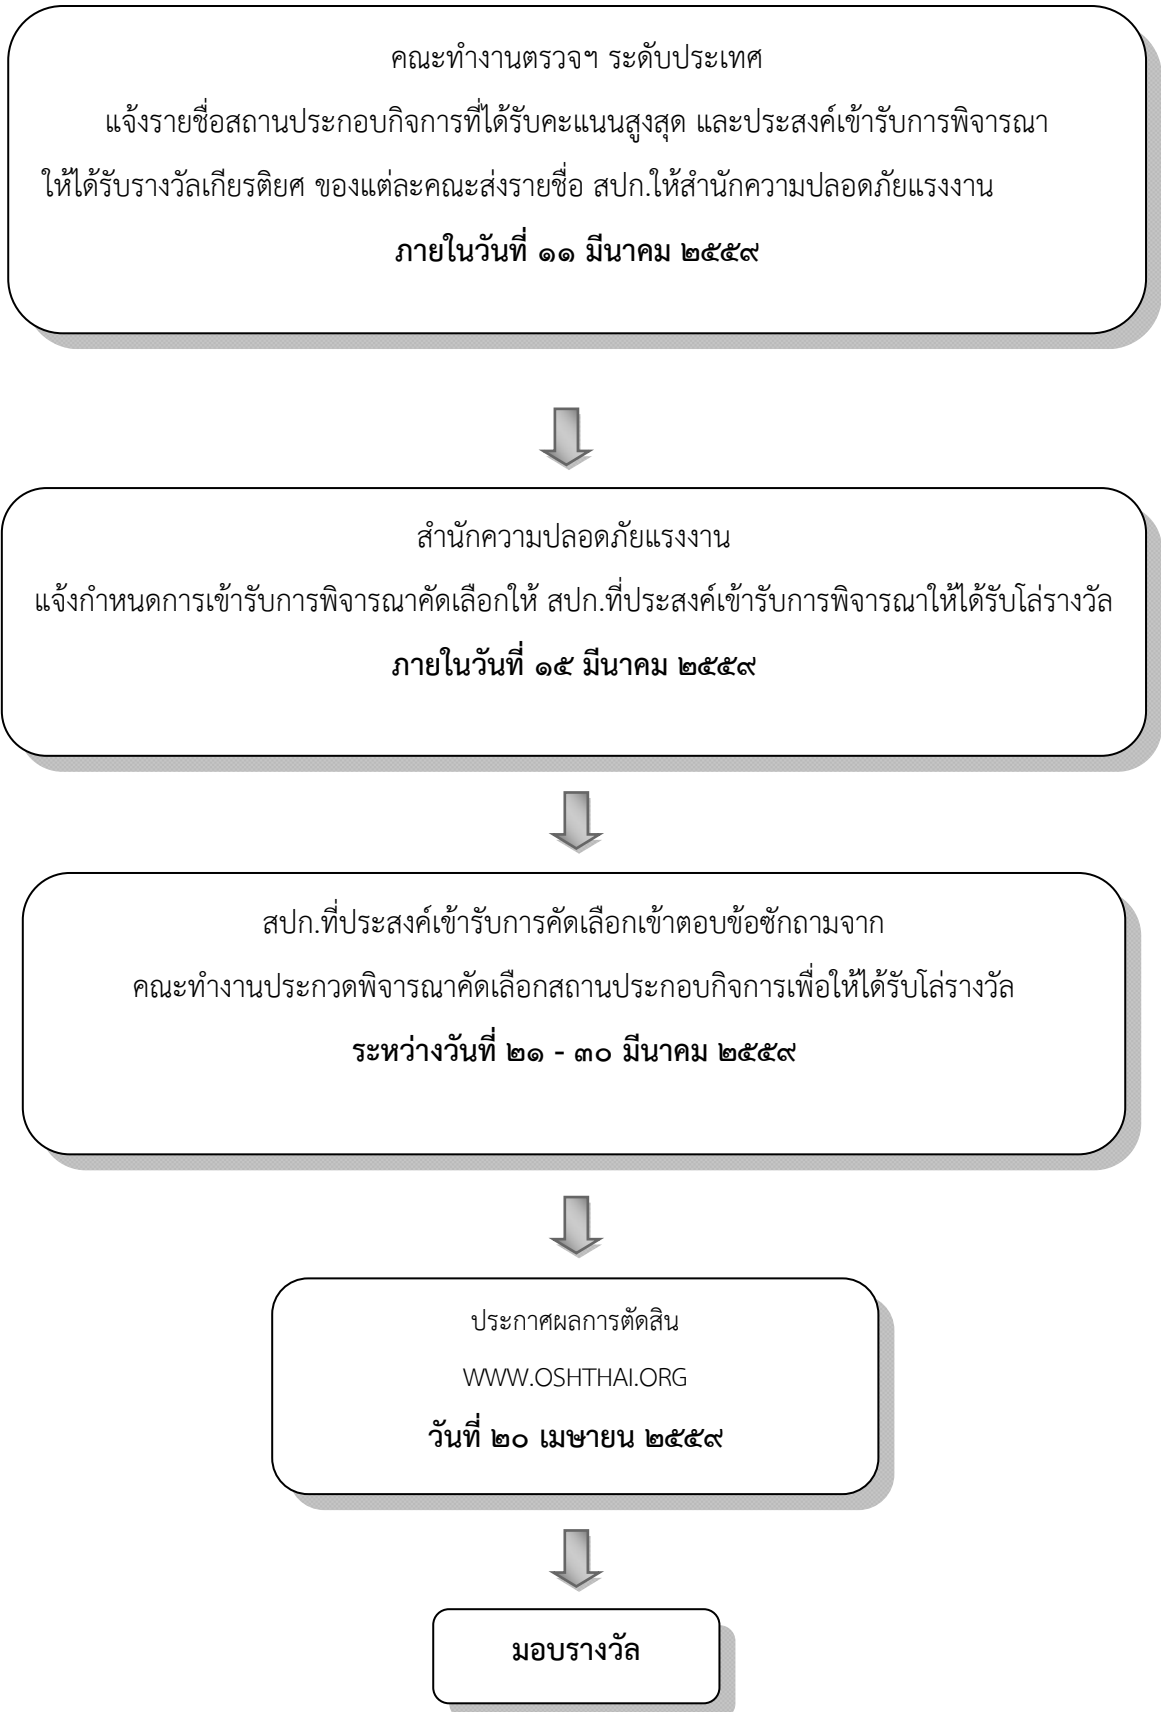 คณะทำงานตรวจฯ ระดับประเทศ
แจ้งรายชื่อสถานประกอบกิจการที่ได้รับคะแนนสูงสุด และประสงค์เข้ารับการพิจารณา
ให้ได้รับรางวัลเกียรติยศ ของแต่ละคณะส่งรายชื่อ สปก.ให้สำนักความปลอดภัยแรงงาน
ภายในวันที่ ๑๑ มีนาคม ๒๕๕๙
สำนักความปลอดภัยแรงงาน
แจ้งกำหนดการเข้ารับการพิจารณาคัดเลือกให้ สปก.ที่ประสงค์เข้ารับการพิจารณาให้ได้รับโล่รางวัล
ภายในวันที่ ๑๕ มีนาคม ๒๕๕๙
สปก.ที่ประสงค์เข้ารับการคัดเลือกเข้าตอบข้อซักถามจาก
คณะทำงานประกวดพิจารณาคัดเลือกสถานประกอบกิจการเพื่อให้ได้รับโล่รางวัล
ระหว่างวันที่ ๒๑ - ๓๐ มีนาคม ๒๕๕๙
ประกาศผลการตัดสิน
WWW.OSHTHAI.ORG
วันที่ ๒๐ เมษายน ๒๕๕๙
มอบรางวัล